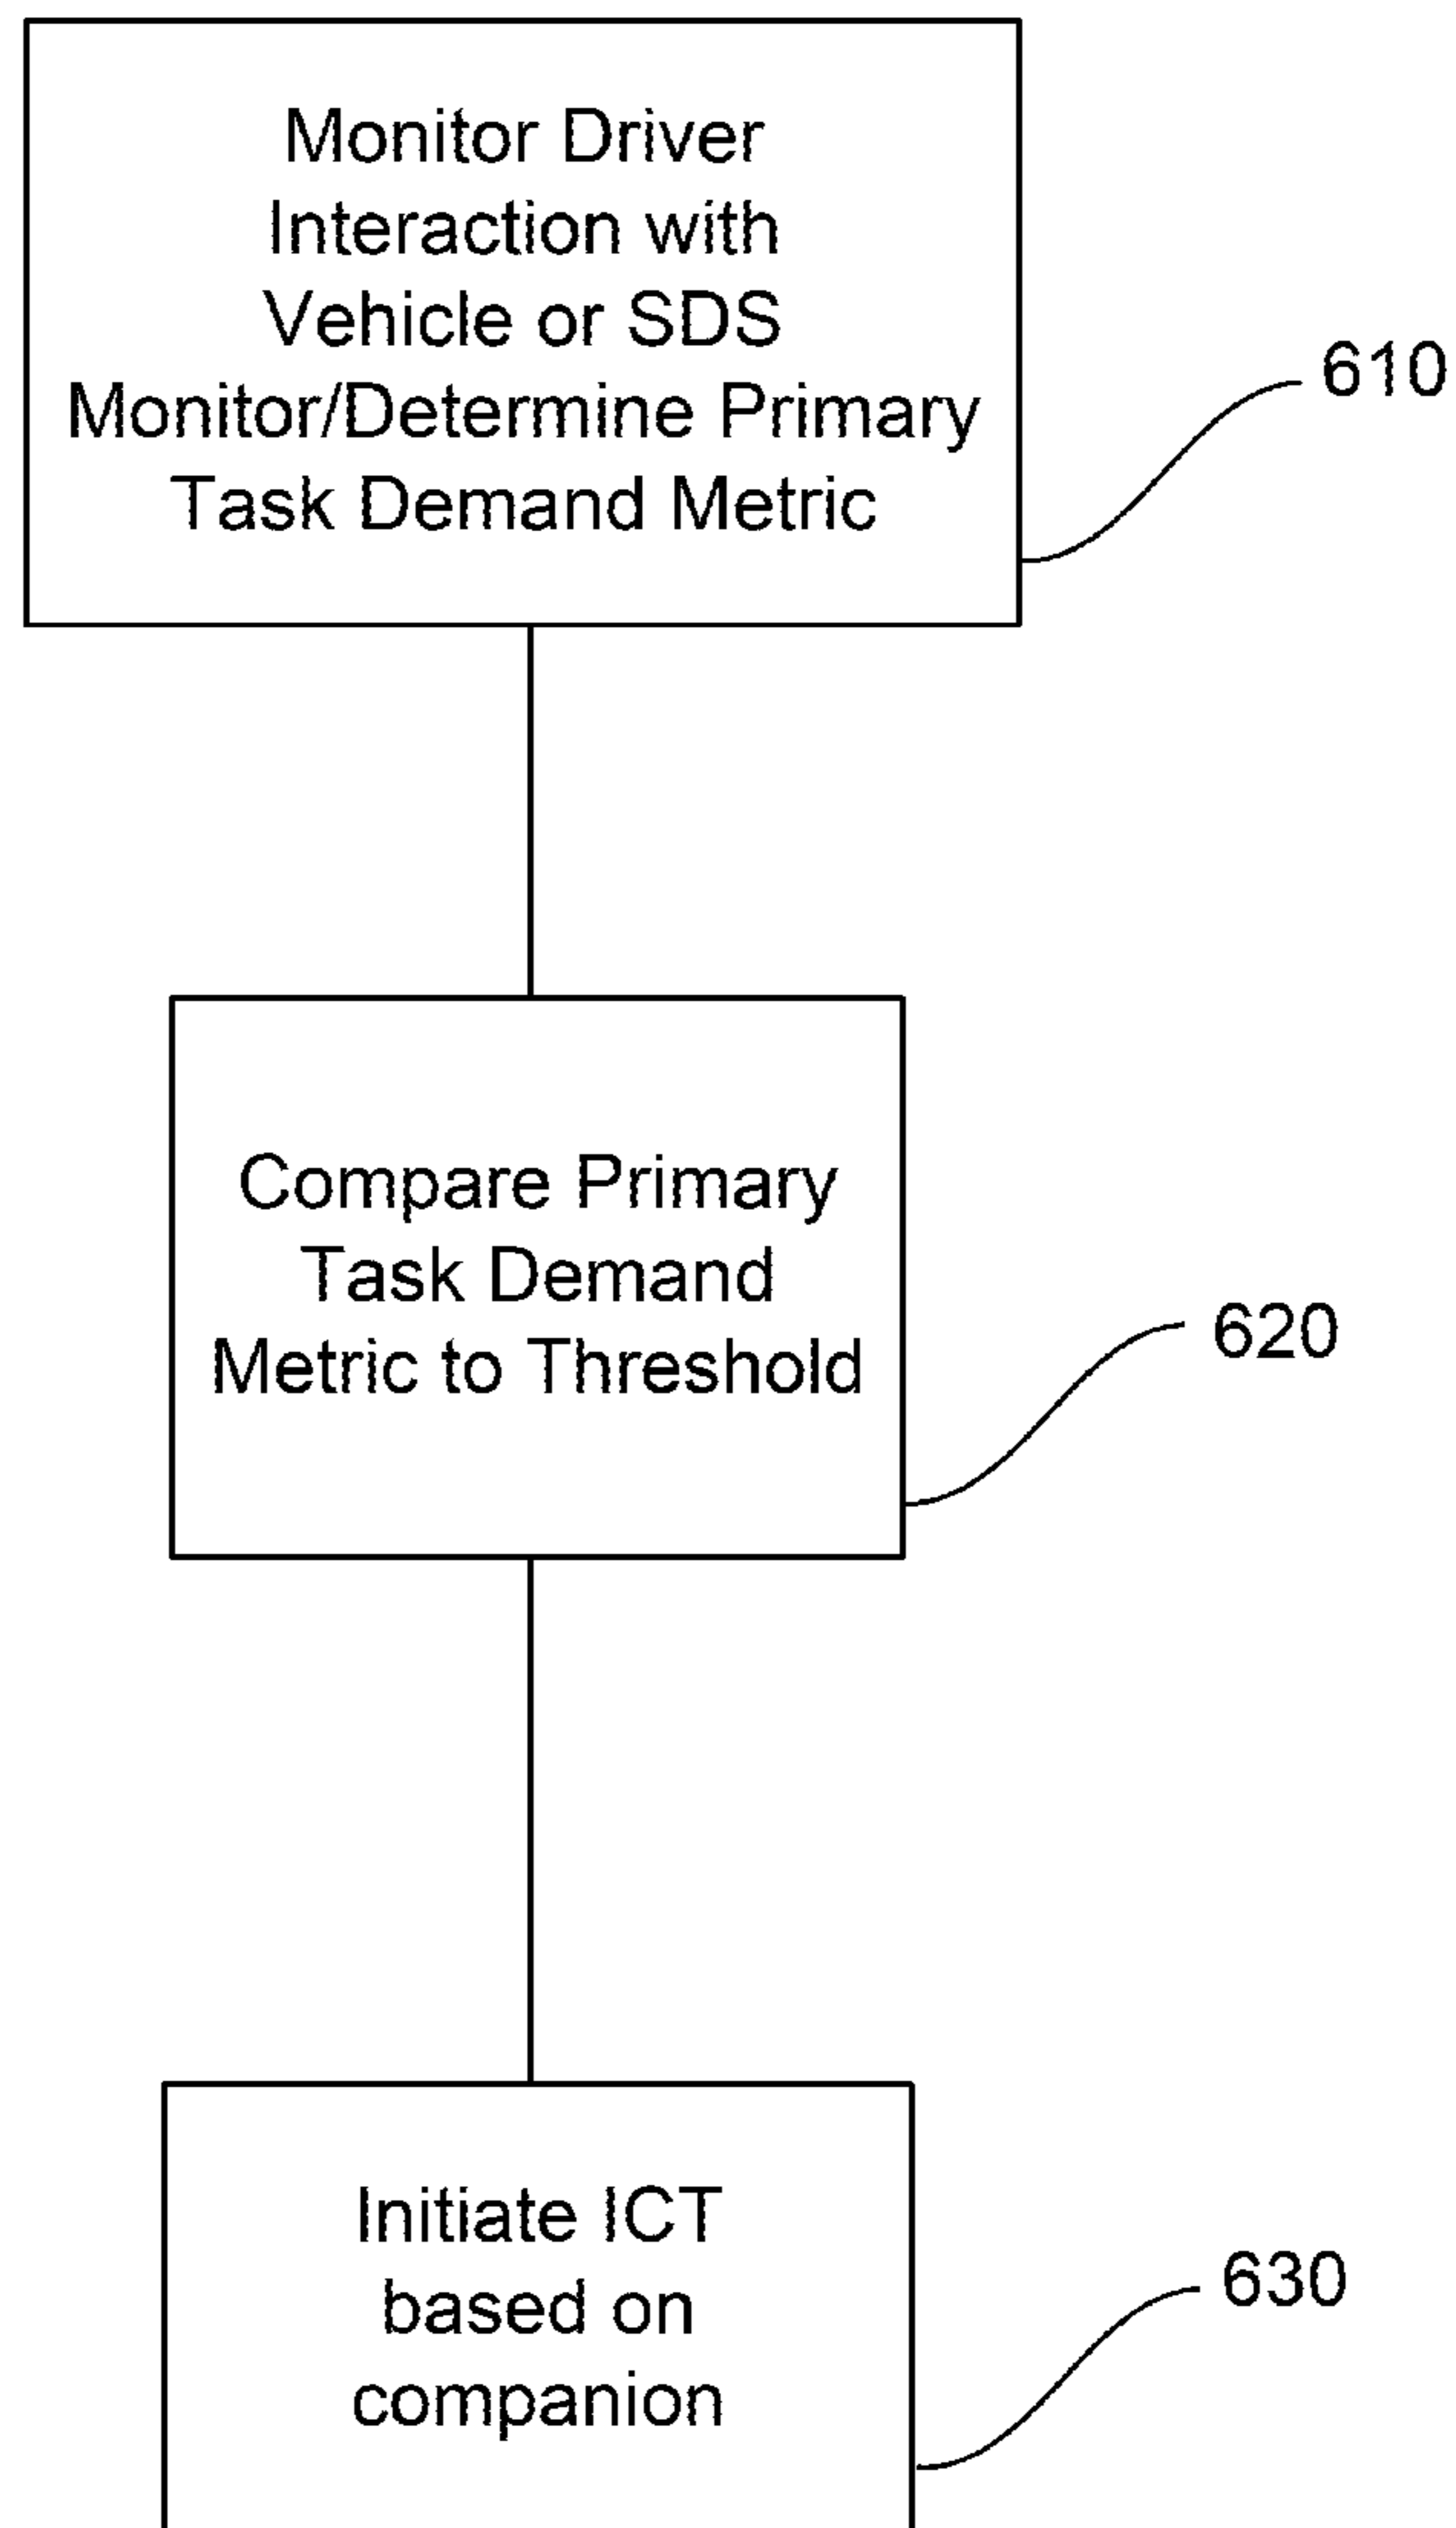 Monitor Driver
Interaction with
Vehicle or SDS
Monitor/Determine Primary
Task Demand Metric
610
Compare Primary
Task Demand
Metric to Threshold
620
Initiate ICT
based on
companion
630